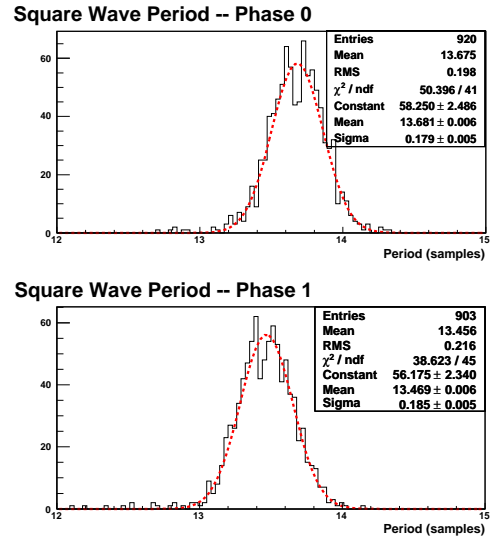 Square Wave Period -- Phase 0
Entries 920
Mean 13.675
RMS 0.198
χ² / ndf 50.396 / 41
Constant 58.250 ± 2.486
Mean 13.681 ± 0.006
Sigma 0.179 ± 0.005
60
40
20
0
12 13 14 15
Period (samples)
Square Wave Period -- Phase 1
Entries 903
Mean 13.456
RMS 0.216
χ² / ndf 38.623 / 45
Constant 56.175 ± 2.340
Mean 13.469 ± 0.006
Sigma 0.185 ± 0.005
60
40
20
0
12 13 14 15
Period (samples)